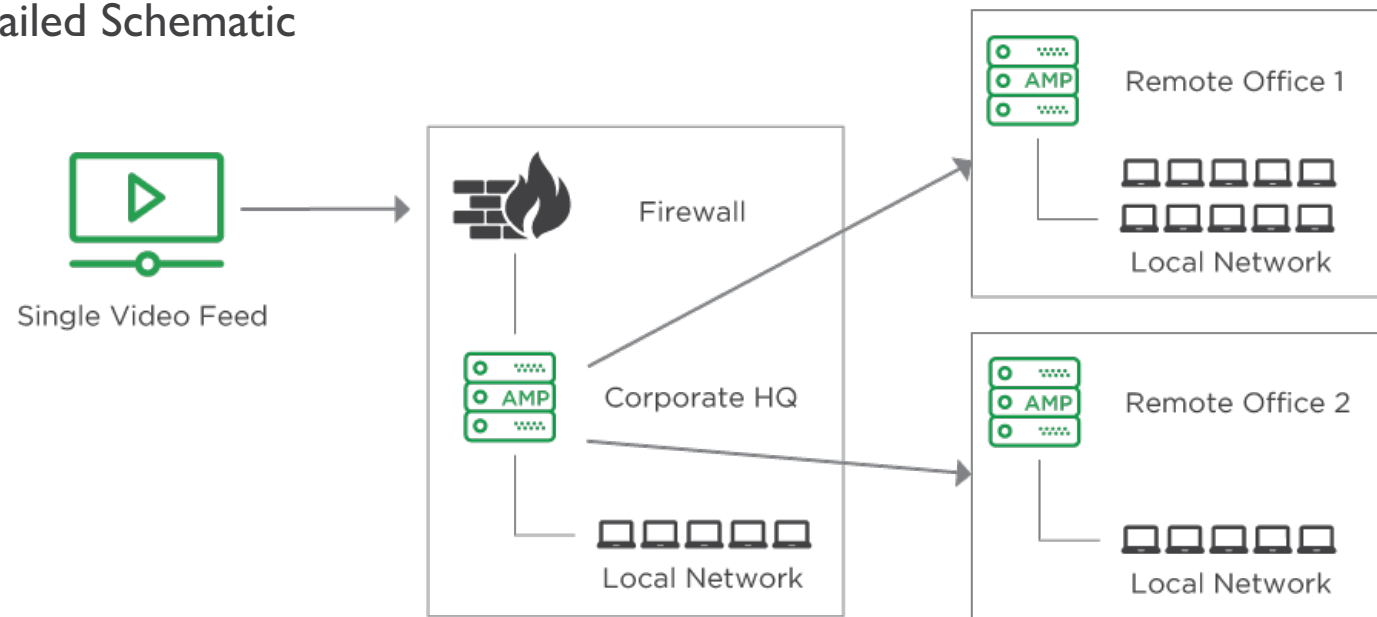 ailed Schematic
Single Video Feed
Firewall
AMP
Corporate HQ
Local Network
AMP
Remote Office 1
Local Network
AMP
Remote Office 2
Local Network